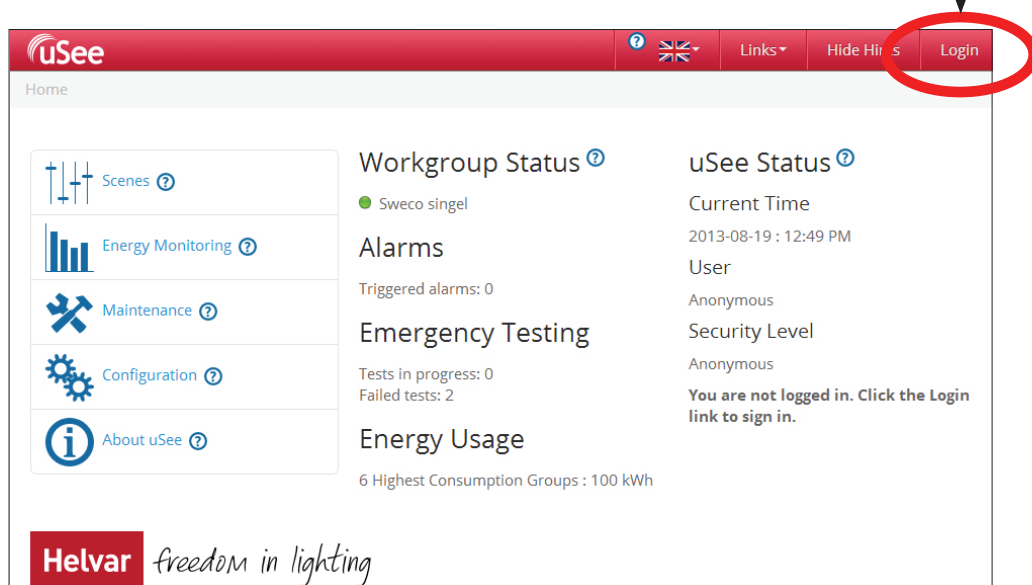 uSee
? Links Hide Hints Login
Home
Scenes ?
Energy Monitoring ?
Maintenance ?
Configuration ?
i About uSee ?
Workgroup Status ?
Sweco singel
Alarms
Triggered alarms: 0
Emergency Testing
Tests in progress: 0
Failed tests: 2
Energy Usage
6 Highest Consumption Groups : 100 kWh
uSee Status ?
Current Time
2013-08-19 : 12:49 PM
User
Anonymous
Security Level
Anonymous
You are not logged in. Click the Login
link to sign in.
Helvar freedom in lighting